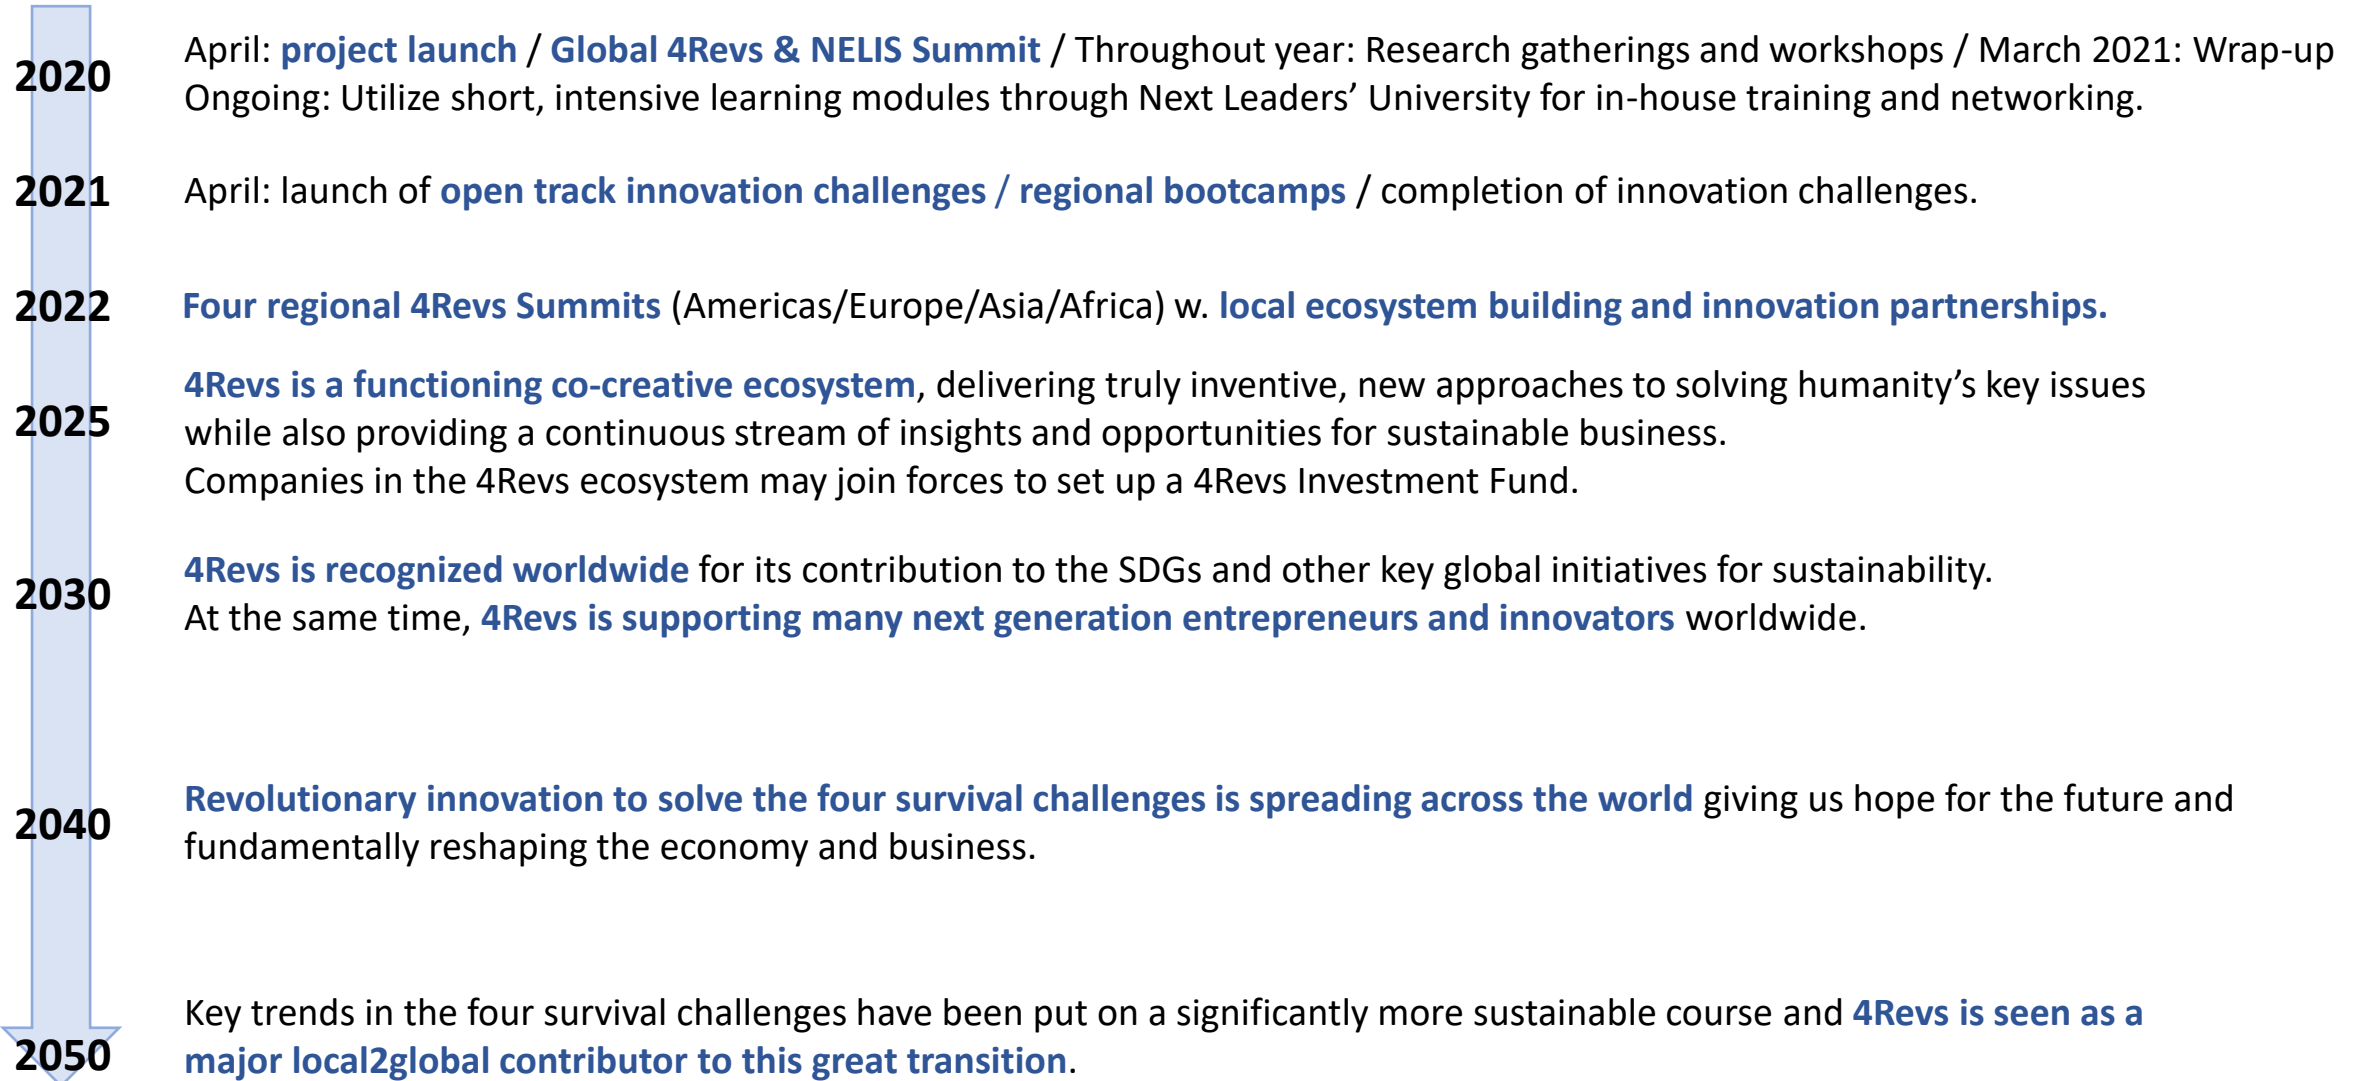 2020
April: project launch / Global 4Revs & NELIS Summit / Throughout year: Research gatherings and workshops / March 2021: Wrap-up
Ongoing: Utilize short, intensive learning modules through Next Leaders’ University for in-house training and networking.
2021
April: launch of open track innovation challenges / regional bootcamps / completion of innovation challenges.
2022
Four regional 4Revs Summits (Americas/Europe/Asia/Africa) w. local ecosystem building and innovation partnerships.
2025
4Revs is a functioning co-creative ecosystem, delivering truly inventive, new approaches to solving humanity’s key issues
while also providing a continuous stream of insights and opportunities for sustainable business.
Companies in the 4Revs ecosystem may join forces to set up a 4Revs Investment Fund.
2030
4Revs is recognized worldwide for its contribution to the SDGs and other key global initiatives for sustainability.
At the same time, 4Revs is supporting many next generation entrepreneurs and innovators worldwide.
2040
Revolutionary innovation to solve the four survival challenges is spreading across the world giving us hope for the future and
fundamentally reshaping the economy and business.
2050
Key trends in the four survival challenges have been put on a significantly more sustainable course and 4Revs is seen as a
major local2global contributor to this great transition.